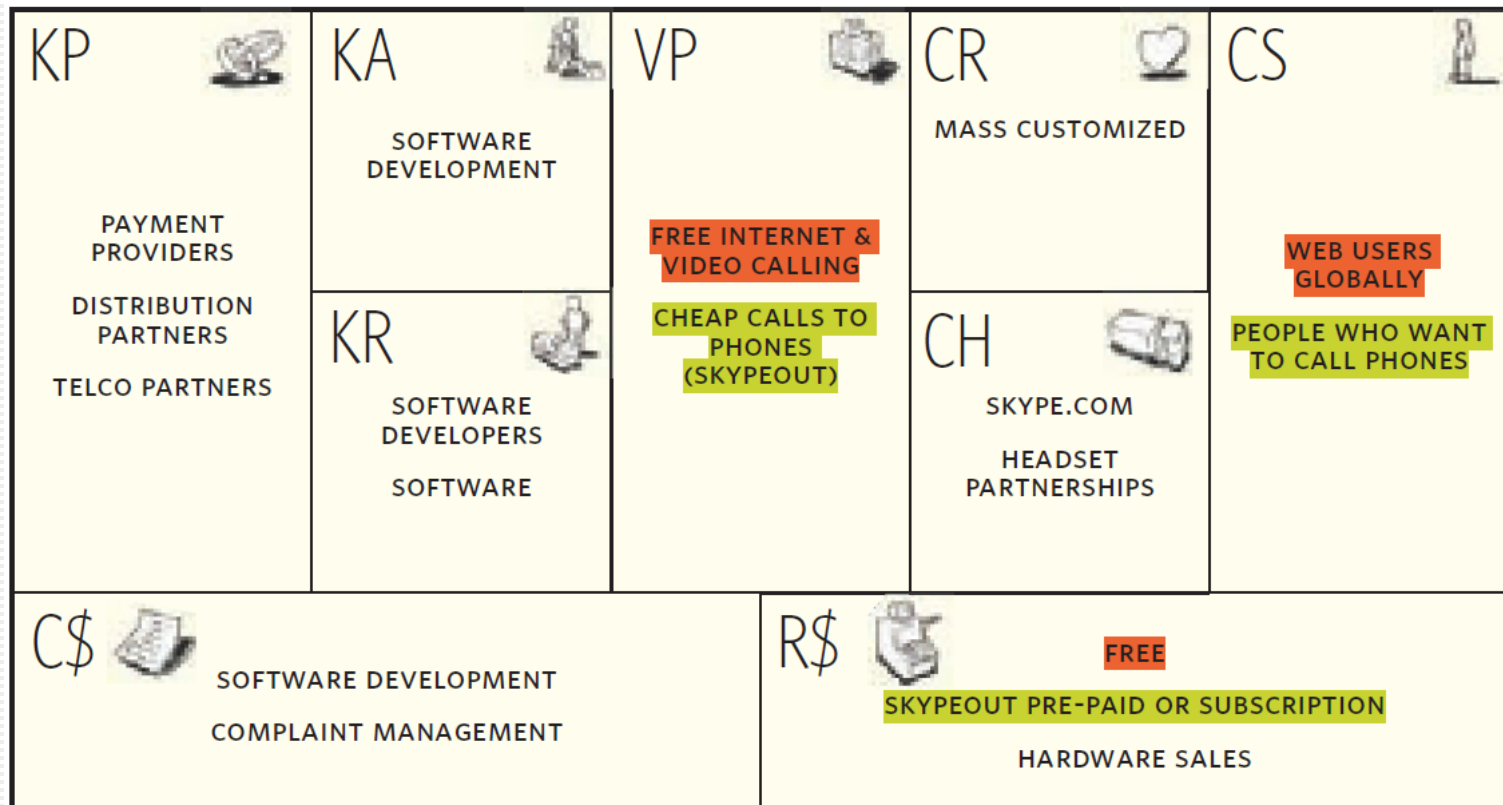 KP
PAYMENT
PROVIDERS
DISTRIBUTION
PARTNERS
TELCO PARTNERS
KA
SOFTWARE
DEVELOPMENT
KR
SOFTWARE
DEVELOPERS
SOFTWARE
VP
FREE INTERNET &
VIDEO CALLING
CHEAP CALLS TO
PHONES
(SKYPEOUT)
CR
MASS CUSTOMIZED
CH
SKYPE.COM
HEADSET
PARTNERSHIPS
CS
WEB USERS
GLOBALLY
PEOPLE WHO WANT
TO CALL PHONES
C$
SOFTWARE DEVELOPMENT
COMPLAINT MANAGEMENT
R$
FREE
SKYPEOUT PRE-PAID OR SUBSCRIPTION
HARDWARE SALES